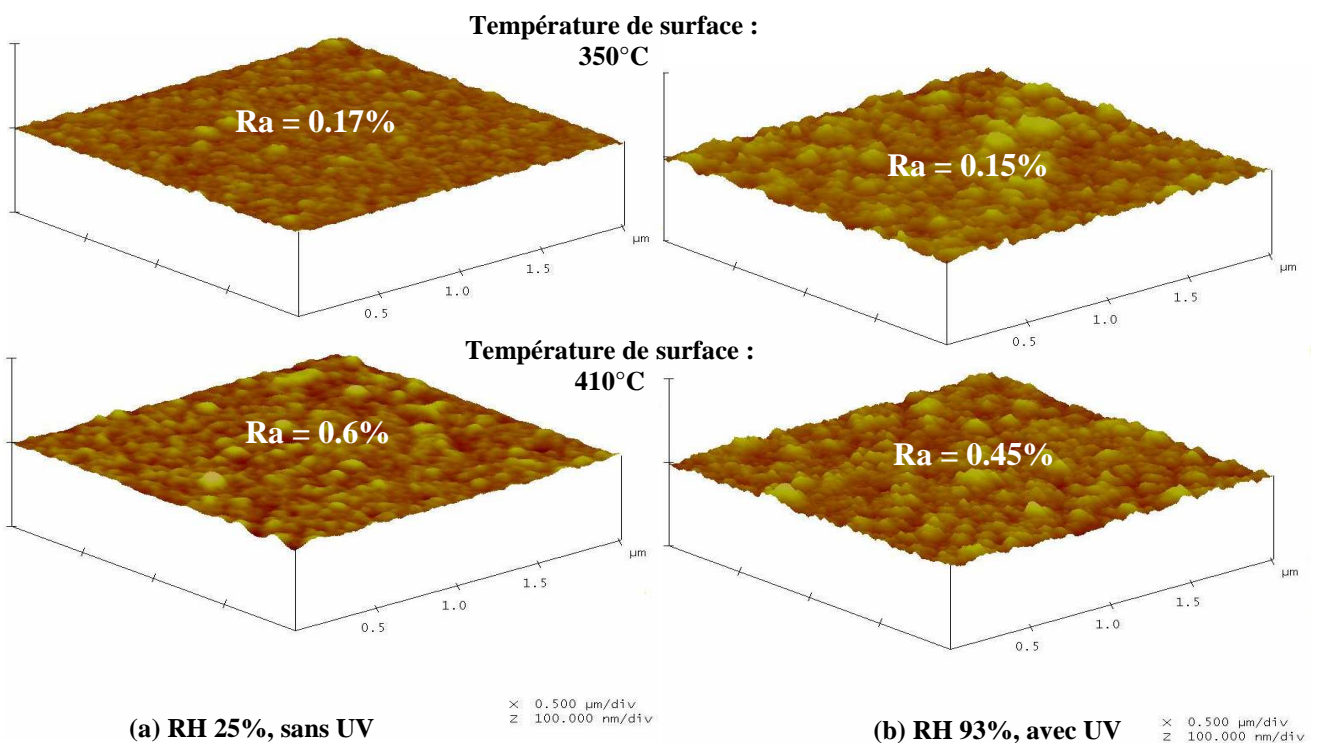 Température de surface :
350°C
Ra = 0.17%
Ra = 0.15%
µm
1.5
1.0
0.5
µm
1.5
1.0
0.5
Température de surface :
410°C
Ra = 0.6%
Ra = 0.45%
µm
1.5
1.0
0.5
µm
1.5
1.0
0.5
X 0.500 µm/div
Z 100.000 nm/div
(a) RH 25%, sans UV
X 0.500 µm/div
Z 100.000 nm/div
(b) RH 93%, avec UV